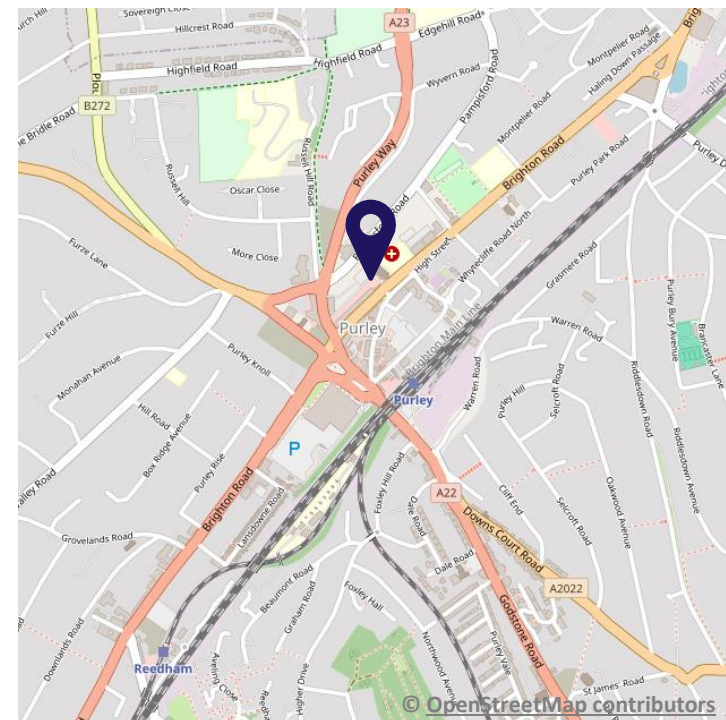 Sovereign Close
Hillcrest Road
A23
Edgehill Road
Highfield Road
Highfield Road
Wyvern Road
Pampisford Road
Montpelier Road
Haling Down Passage
B272
Purley Way
Montpelier Road
Brighton Road
Purley Park Road
Russell Hill
Russell Hill Road
Oscar Close
High Street
Whytecliffe Road North
Grasmere Road
More Close
Furze Lane
Purley Bury Avenue
Brancaster Lane
Purley
Brighton Main Line
Warren Road
Furze Hill
Purley Knoll
Warren Road
Monahan Avenue
Purley
Purley Hill
Selcroft Road
Riddlesdown Road
Hill Road
Box Ridge Avenue
Purley Rise
P
Brighton Road
Lansdowne Road
Foxley Hill Road
A22
Cliff End
Selcroft Road
Oakwood Avenue
Riddlesdown Avenue
Dale Road
Downs Court Road
Grovelands Road
Dale Road
Beaumont Road
Foxley Hall
A2022
Graham Road
Godstone Road
Downlands Road
Reedham
Aveling Close
Higher Drive
Northwood Avenue
Purley Vale
St James' Road
© OpenStreetMap contributors